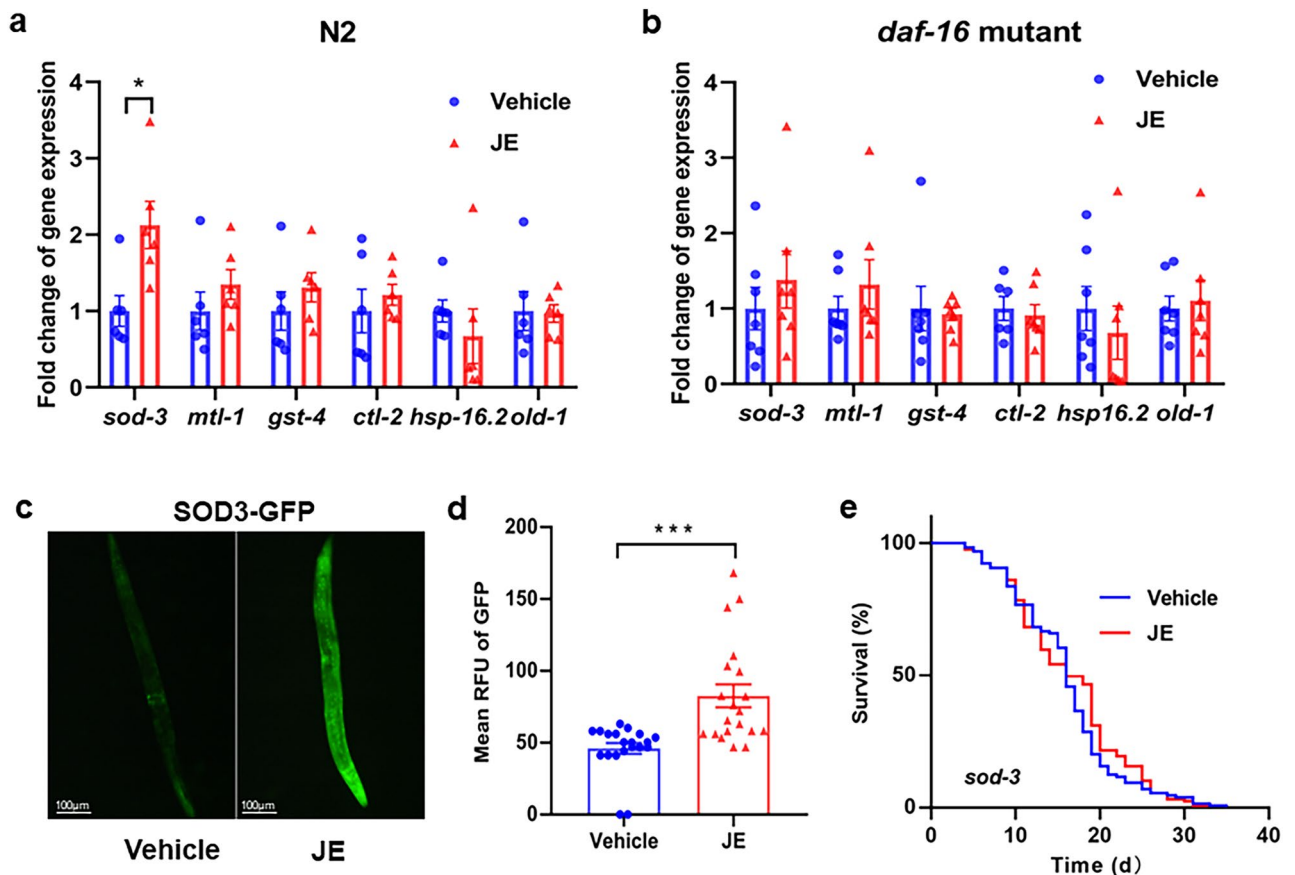 a
N2
Fold change of gene expression
4
3
2
1
0
*
Vehicle
JE
sod-3 mtl-1 gst-4 ctl-2 hsp-16.2 old-1
b
daf-16 mutant
Fold change of gene expression
4
3
2
1
0
Vehicle
JE
sod-3 mtl-1 gst-4 ctl-2 hsp16.2 old-1
c
SOD3-GFP
100μm
100μm
Vehicle JE
d
Mean RFU of GFP
200
150
100
50
0
***
Vehicle JE
e
Survival (%)
100
50
0
Vehicle
JE
sod-3
0 10 20 30 40
Time (d)